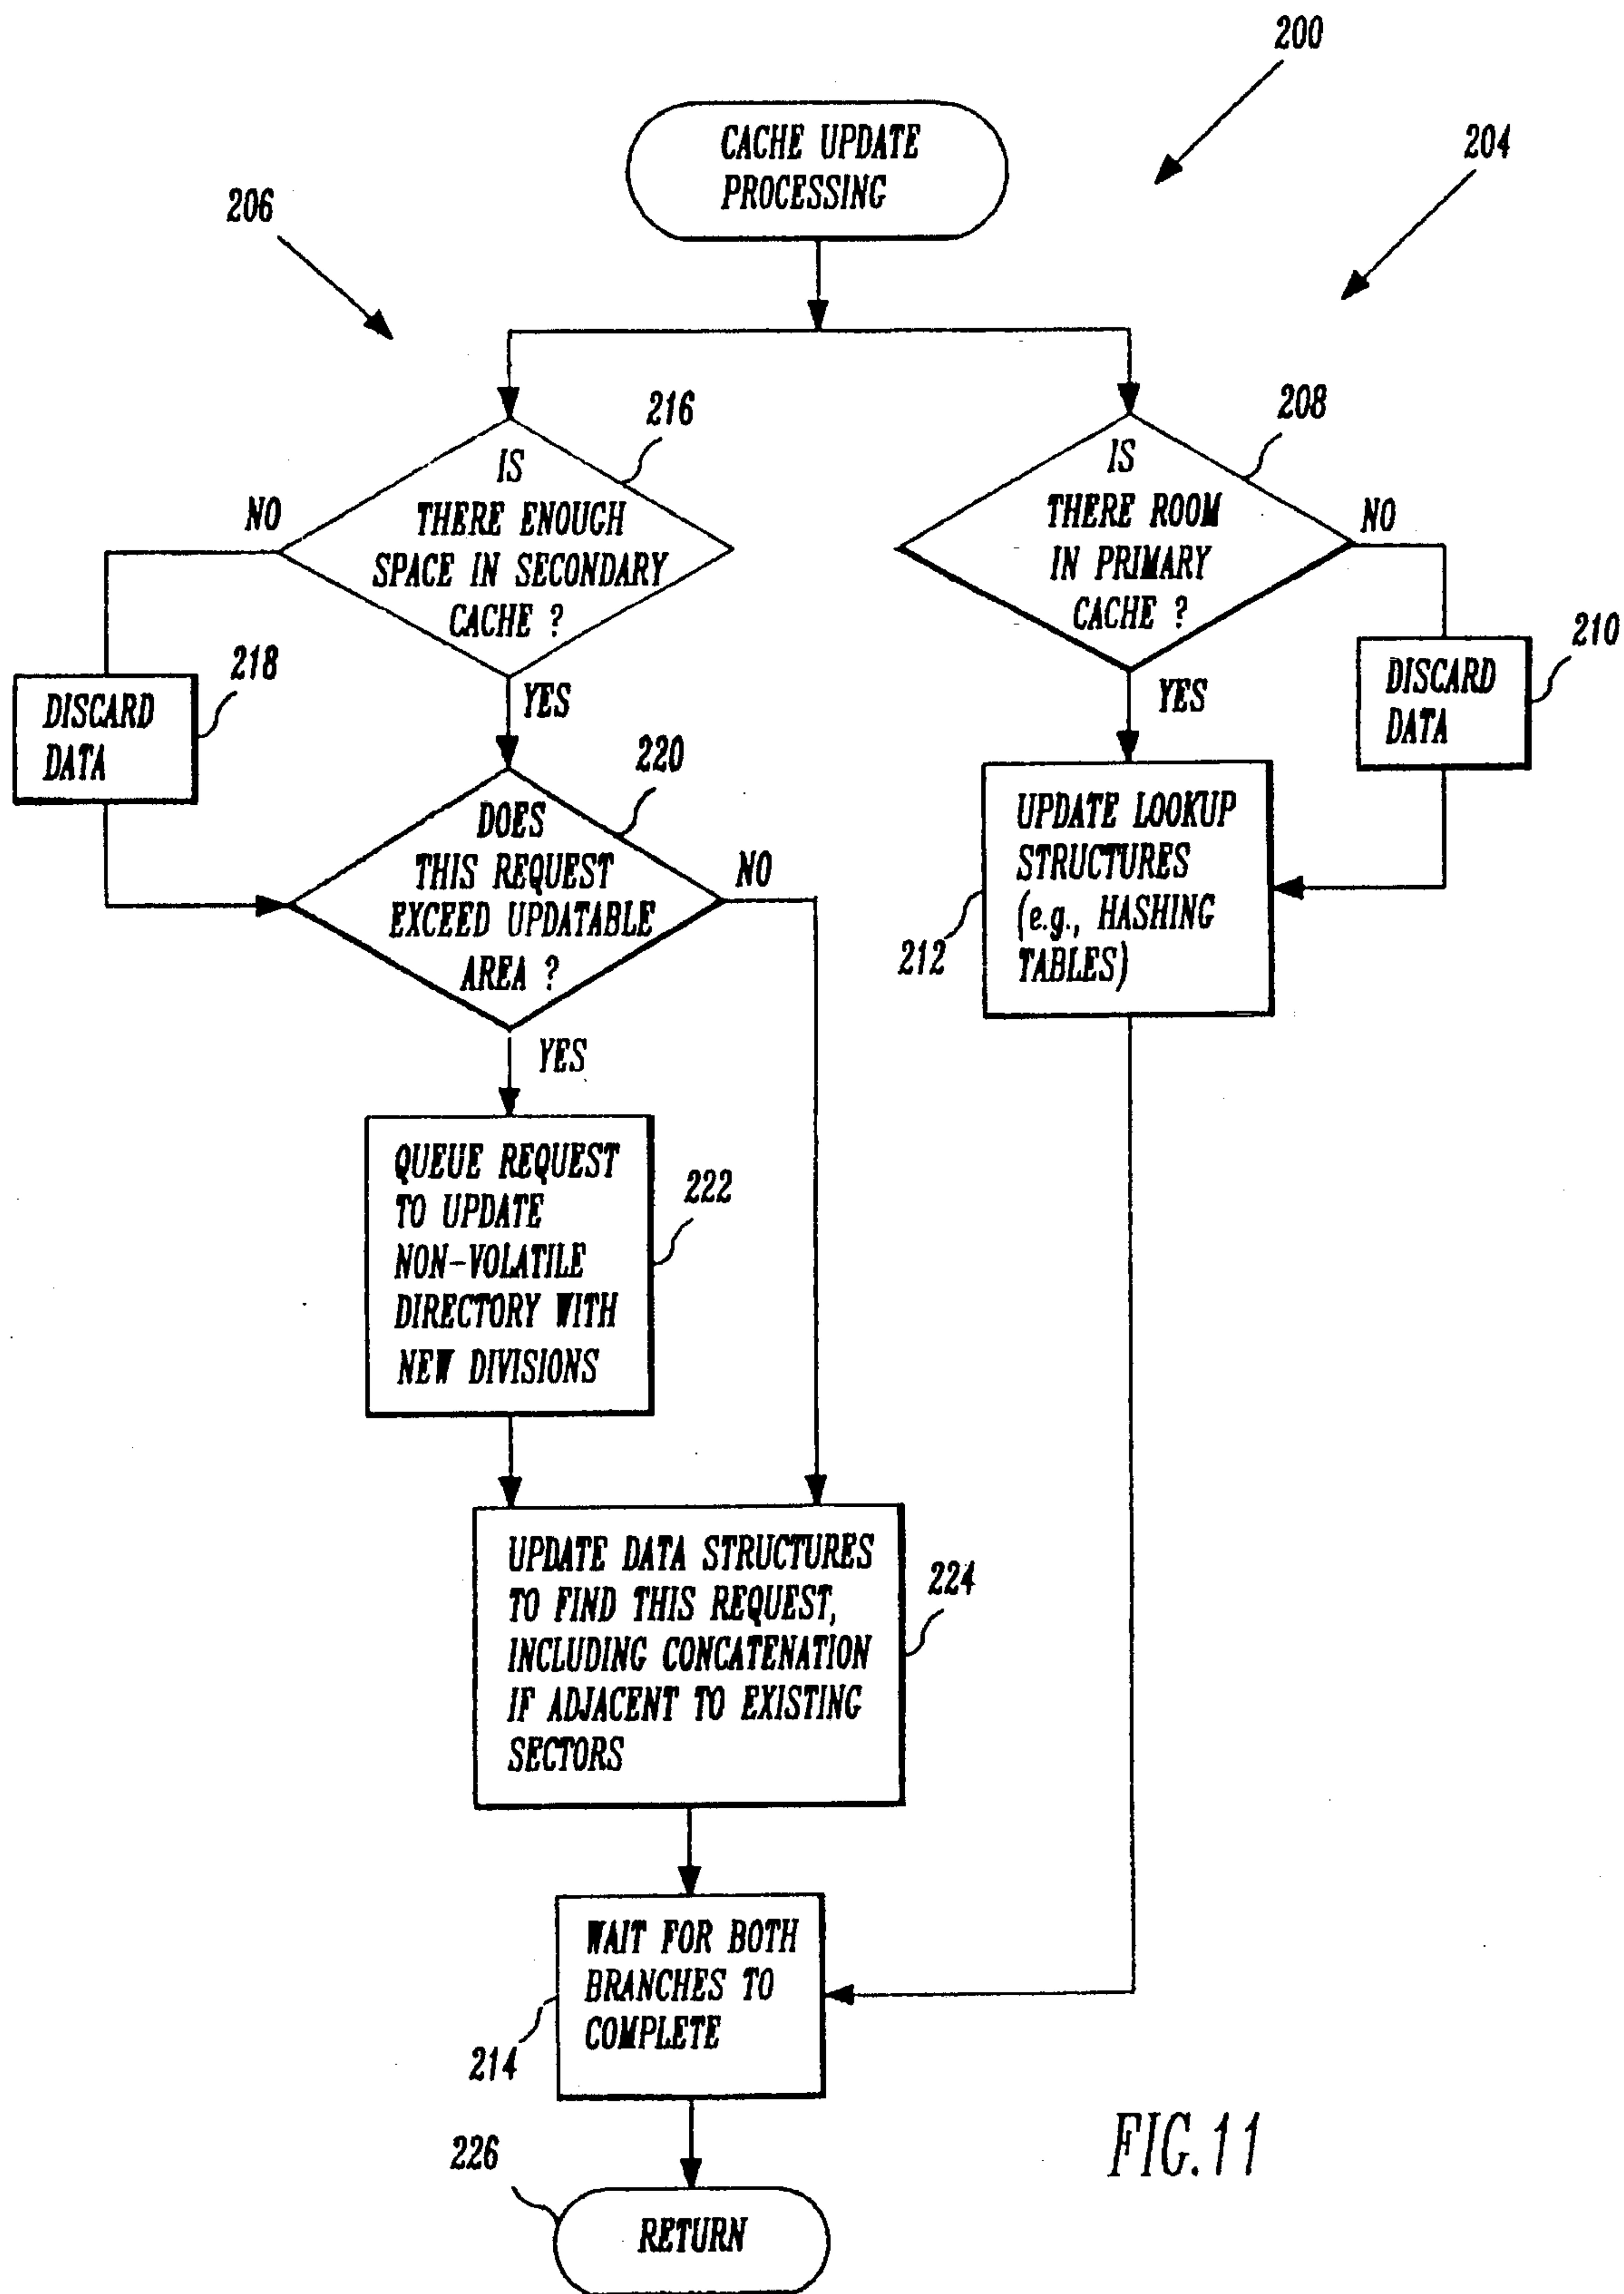 200
CACHE UPDATE
PROCESSING
204
206
216
IS
THERE ENOUGH
SPACE IN SECONDARY
CACHE ?
NO
YES
218
DISCARD
DATA
208
IS
THERE ROOM
IN PRIMARY
CACHE ?
NO
YES
210
DISCARD
DATA
220
DOES
THIS REQUEST
EXCEED UPDATABLE
AREA ?
NO
YES
212
UPDATE LOOKUP
STRUCTURES
(e.g., HASHING
TABLES)
222
QUEUE REQUEST
TO UPDATE
NON-VOLATILE
DIRECTORY WITH
NEW DIVISIONS
224
UPDATE DATA STRUCTURES
TO FIND THIS REQUEST,
INCLUDING CONCATENATION
IF ADJACENT TO EXISTING
SECTORS
214
WAIT FOR BOTH
BRANCHES TO
COMPLETE
226
RETURN
FIG.11